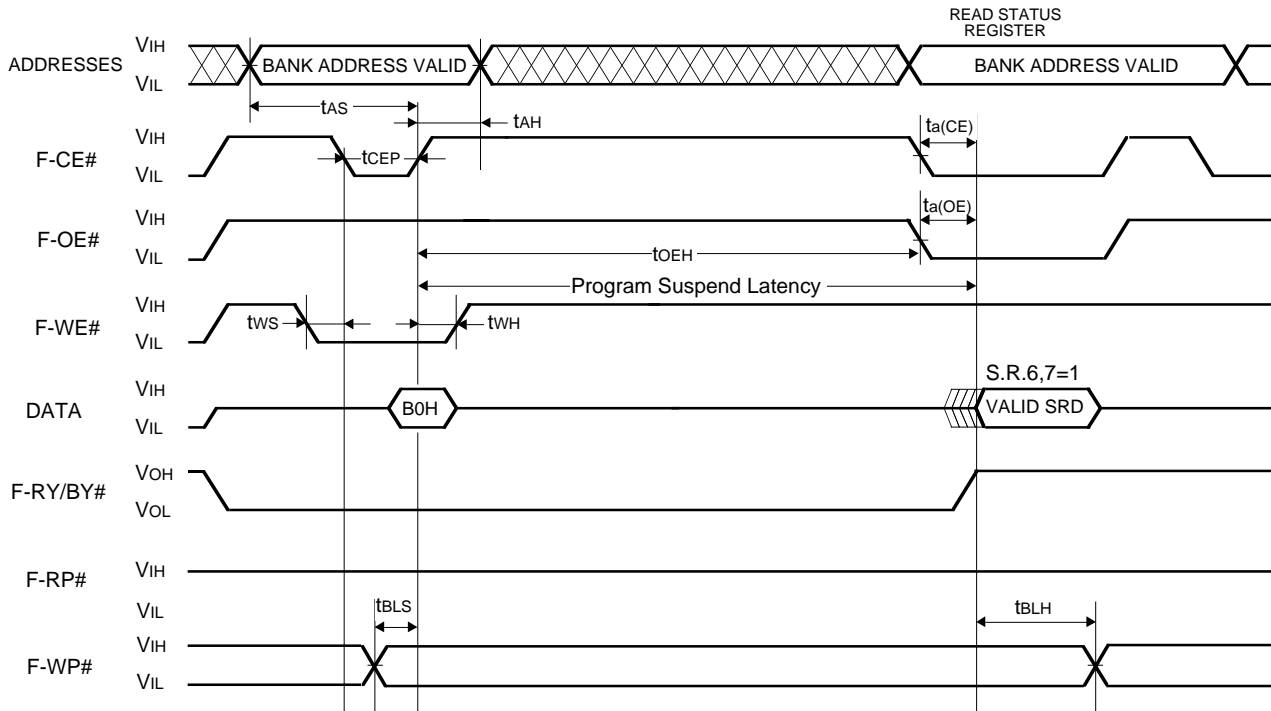 READ STATUS
REGISTER
ADDRESSES
VIH
VIL
BANK ADDRESS VALID
BANK ADDRESS VALID
tAS
tAH
F-CE#
VIH
VIL
tCEP
ta(CE)
F-OE#
VIH
VIL
ta(OE)
tOEH
Program Suspend Latency
F-WE#
VIH
VIL
tWS
tWH
DATA
VIH
VIL
B0H
S.R.6,7=1
VALID SRD
F-RY/BY#
VOH
VOL
F-RP#
VIH
VIL
tBLS
tBLH
F-WP#
VIH
VIL